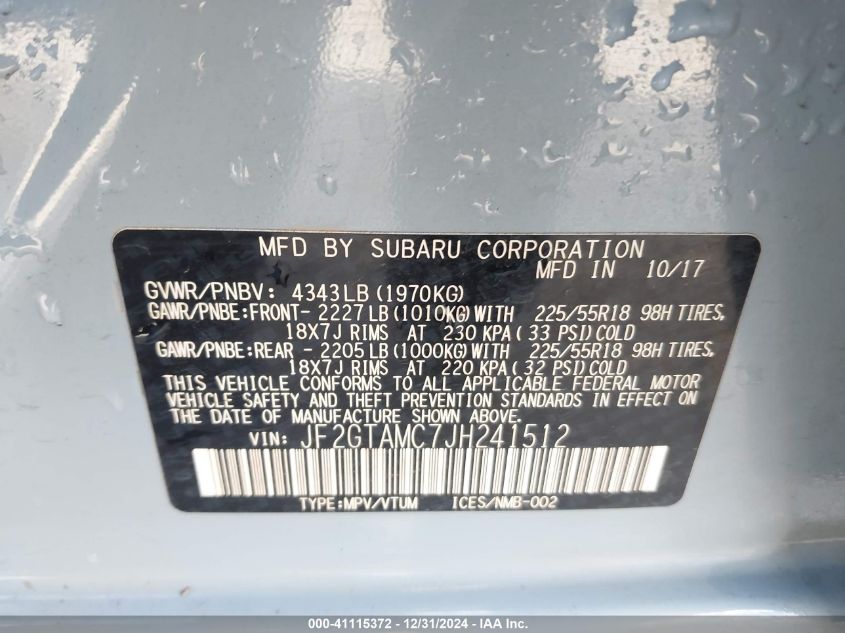 MFD BY SUBARU CORPORATION
MFD IN 10/17
GVWR/PNBV: 4343LB (1970KG)
GAWR/PNBE:FRONT- 2227LB (1010KG) WITH 225/55R18 98H TIRES,
18X7J RIMS AT 230 KPA ( 33 PSI) COLD
GAWR/PNBE:REAR - 2205LB (1000KG) WITH 225/55R18 98H TIRES,
18X7J RIMS AT 220 KPA ( 32 PSI) COLD
THIS VEHICLE CONFORMS TO ALL APPLICABLE FEDERAL MOTOR
VEHICLE SAFETY AND THEFT PREVENTION STANDARDS IN EFFECT ON
THE DATE OF MANUFACTURE SHOWN ABOVE.
VIN: JF2GTAMC7JH241512
TYPE:MPV/VTUM ICES/NMB-002
000-41115372 - 12/31/2024 - IAA Inc.